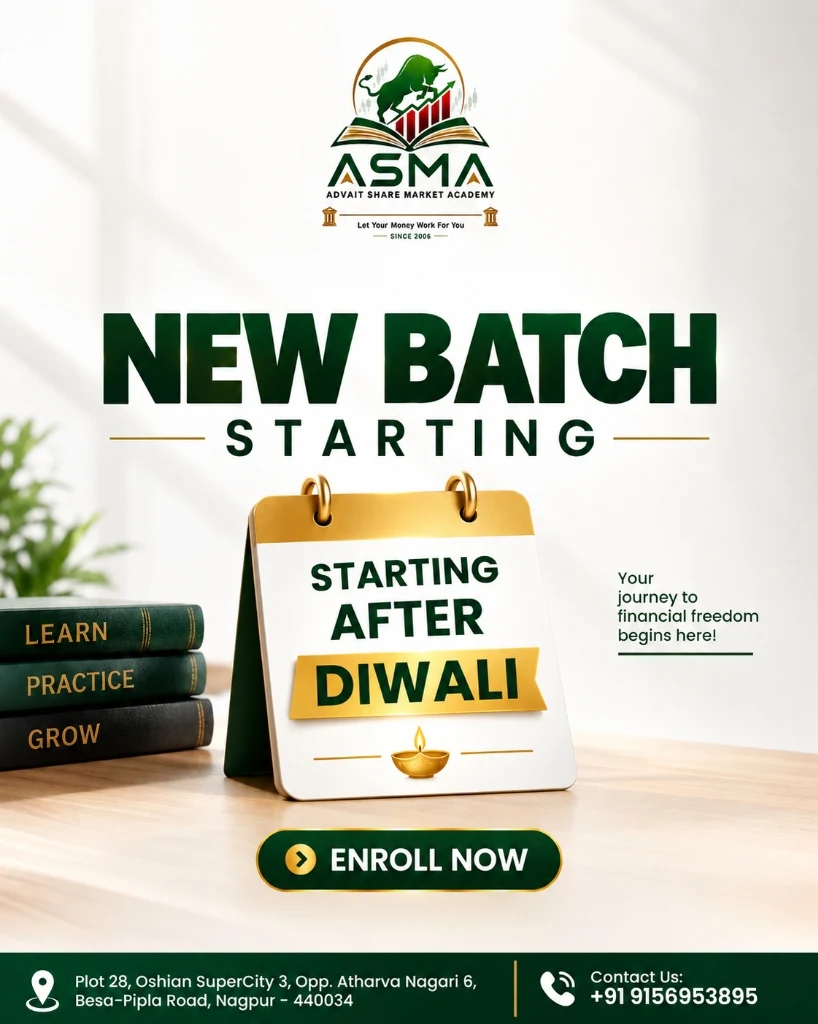 ASMA
ADVAIT SHARE MARKET ACADEMY
Let Your Money Work For You
SINCE 2006
NEW BATCH
STARTING
STARTING
AFTER
DIWALI
Your
journey to
financial freedom
begins here!
LEARN
PRACTICE
GROW
ENROLL NOW
Plot 28, Oshian SuperCity 3, Opp. Atharva Nagari 6,
Besa-Pipla Road, Nagpur - 440034
Contact Us:
+91 9156953895